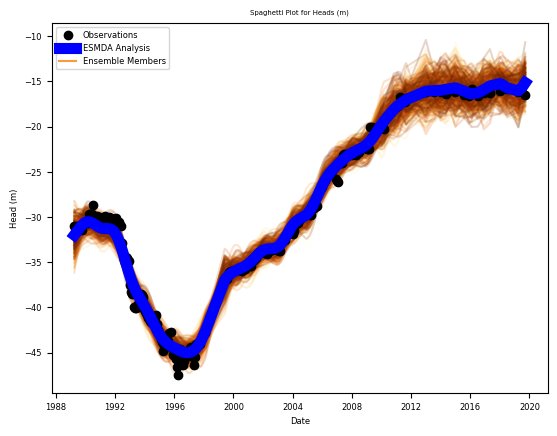 Spaghetti Plot for Heads (m)
Observations
ESMDA Analysis
Ensemble Members
−10
−15
−20
−25
−30
−35
−40
−45
Head (m)
1988 1992 1996 2000 2004 2008 2012 2016 2020
Date